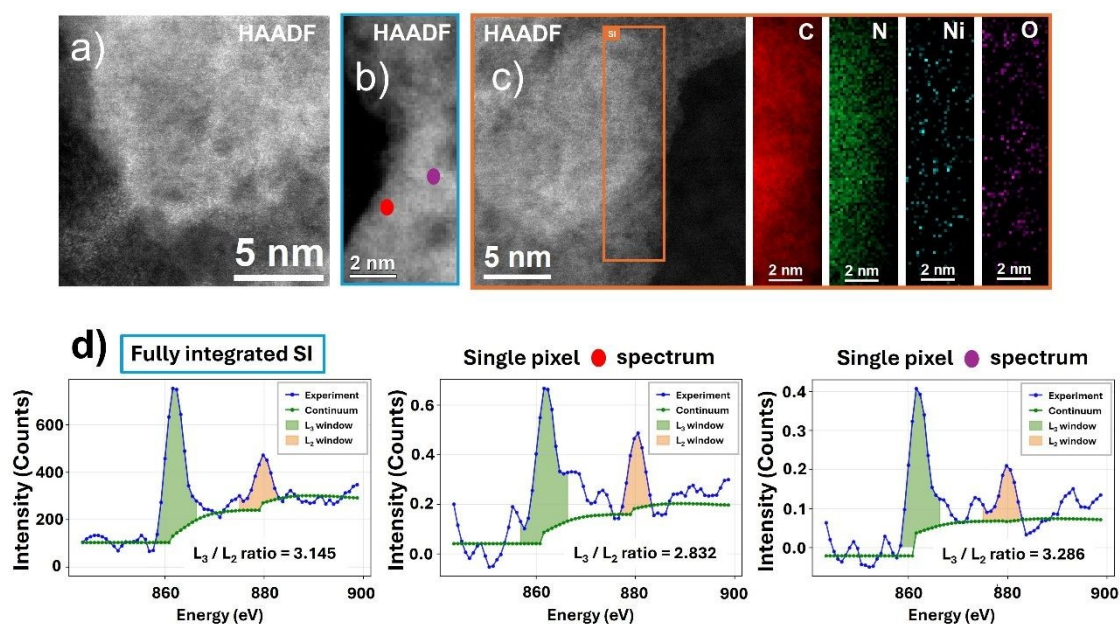 a)
HAADF
5 nm
b)
HAADF
2 nm
c)
HAADF
SI
C
2 nm
N
2 nm
Ni
2 nm
O
2 nm
d)
Fully integrated SI
Intensity (Counts)
600
400
200
0
Experiment
Continuum
L₃ window
L₂ window
L₃ / L₂ ratio = 3.145
860
880
900
Energy (eV)
Single pixel spectrum
Intensity (Counts)
0.6
0.4
0.2
0.0
Experiment
Continuum
L₃ window
L₂ window
L₃ / L₂ ratio = 2.832
860
880
900
Energy (eV)
Single pixel spectrum
Intensity (Counts)
0.4
0.3
0.2
0.1
0.0
Experiment
Continuum
L₃ window
L₂ window
L₃ / L₂ ratio = 3.286
860
880
900
Energy (eV)